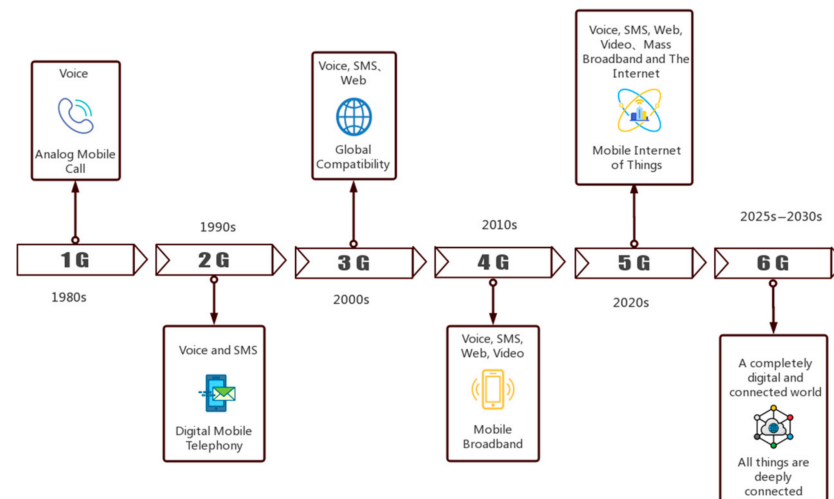 Voice
Analog Mobile
Call
Voice, SMS、
Web
Global
Compatibility
Voice, SMS, Web,
Video、Mass
Broadband and The
Internet
Mobile Internet
of Things
1990s
2010s
2025s—2030s
1G
2G
3G
4G
5G
6G
1980s
2000s
2020s
Voice and SMS
Digital Mobile
Telephony
Voice, SMS,
Web, Video
Mobile
Broadband
A completely
digital and
connected world
All things are
deeply
connected